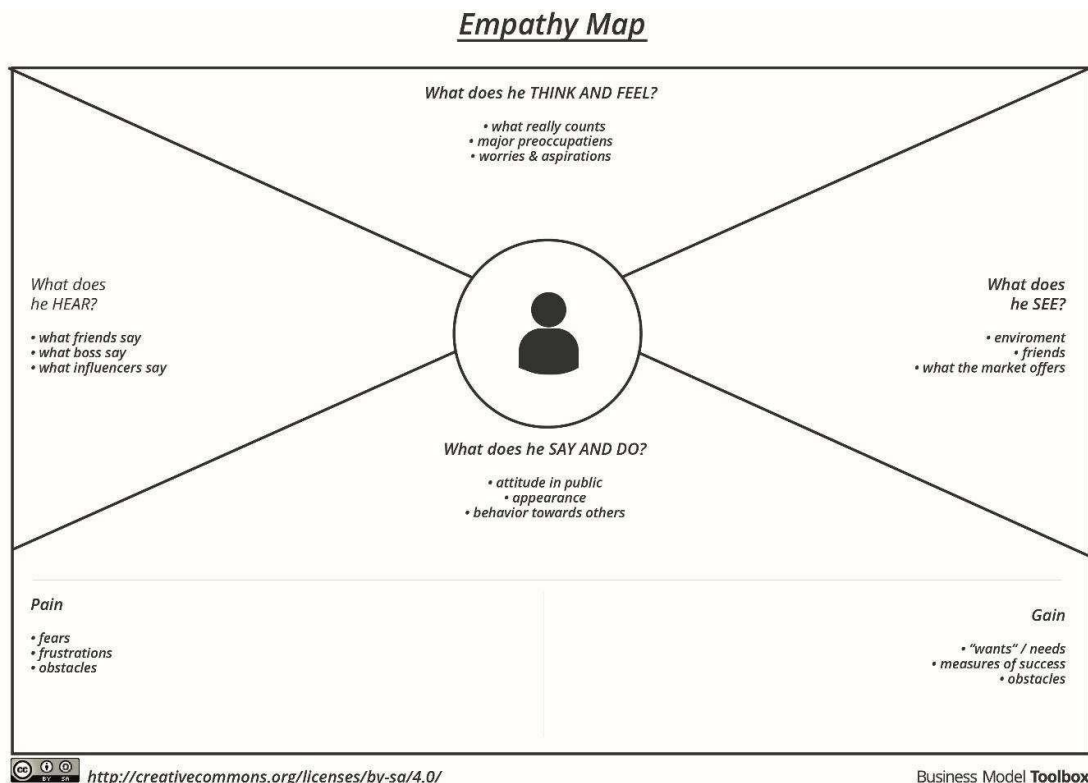 Empathy Map
What does he THINK AND FEEL?
• what really counts
• major preoccupatiens
• worries & aspirations
What does
he HEAR?
• what friends say
• what boss say
• what influencers say
What does
he SEE?
• enviroment
• friends
• what the market offers
What does he SAY AND DO?
• attitude in public
• appearance
• behavior towards others
Pain
• fears
• frustrations
• obstacles
Gain
• “wants“ / needs
• measures of success
• obstacles
cc BY SA
http://creativecommons.org/licenses/by-sa/4.0/
Business Model Toolbox